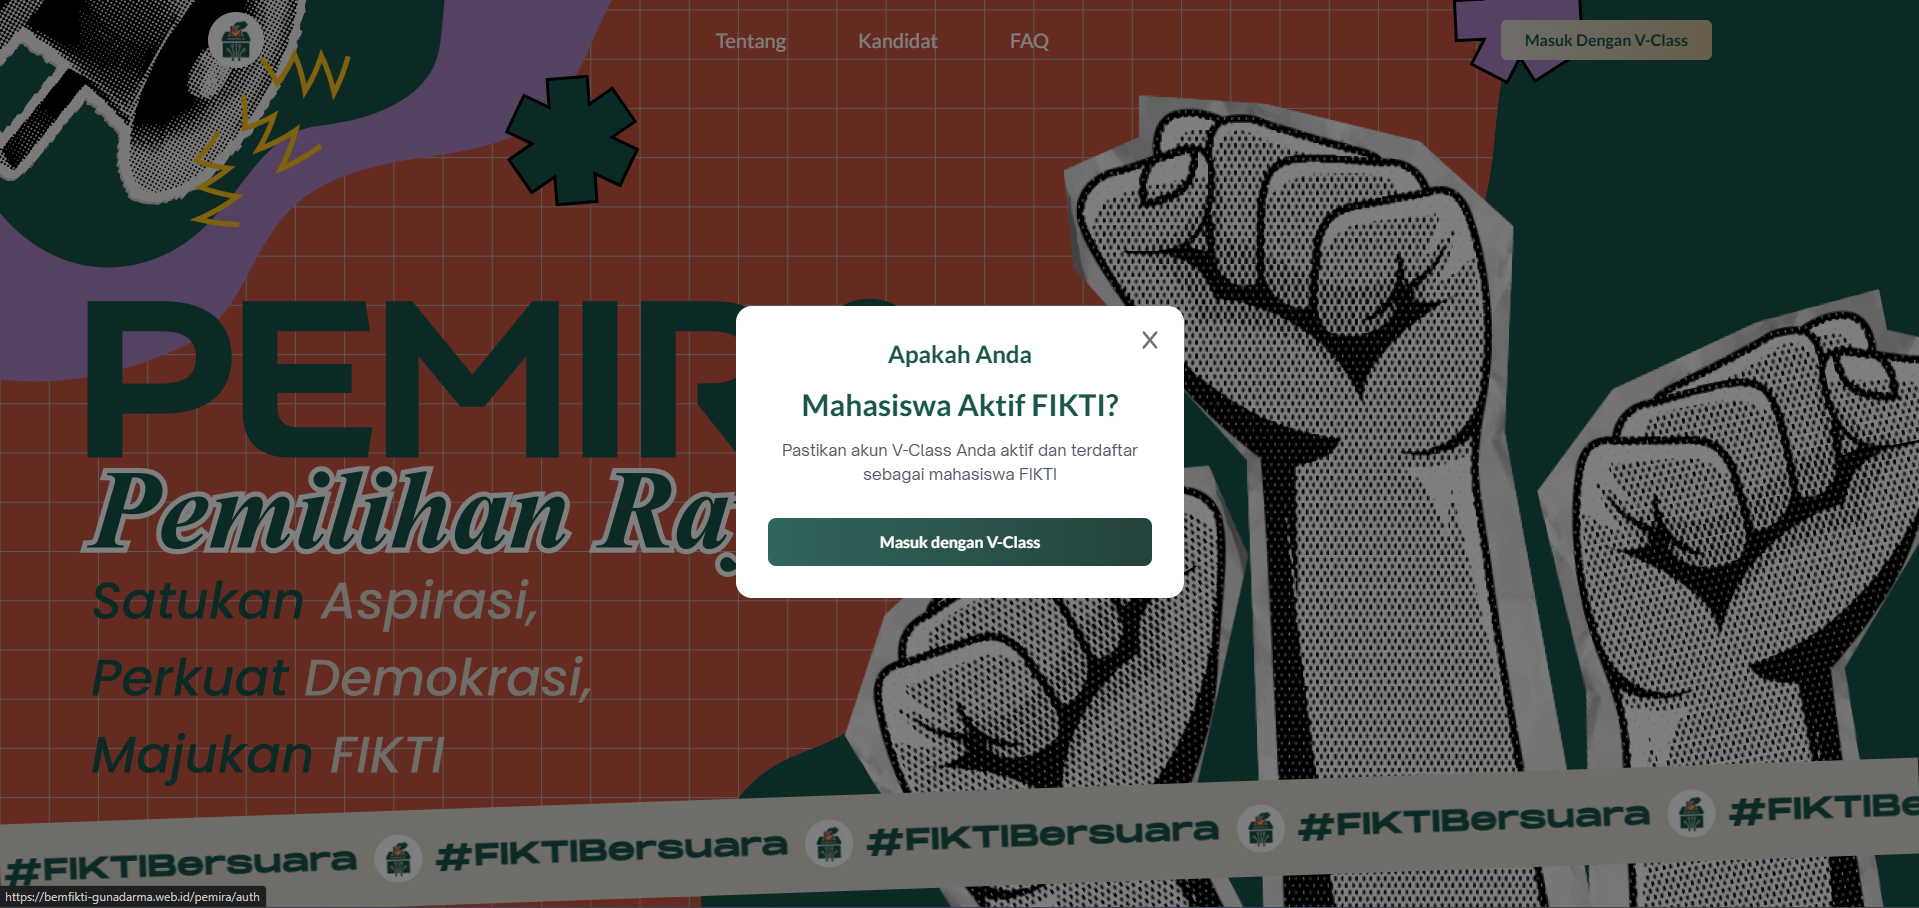 Tentang
Kandidat
FAQ
Masuk Dengan V-Class
PEMIR
Apakah Anda
Mahasiswa Aktif FIKTI?
Pastikan akun V-Class Anda aktif dan terdaftar
sebagai mahasiswa FIKTI
Masuk dengan V-Class
Pemilihan
Satukan Aspirasi,
Perkuat Demokrasi,
Majukan FIKTI
#FIKTIBersuara #FIKTIBersuara #FIKTIBersuara #FIKTIBersuara #FIKTIBe
https://bemfikti-gunadarma.web.id/pemira/auth